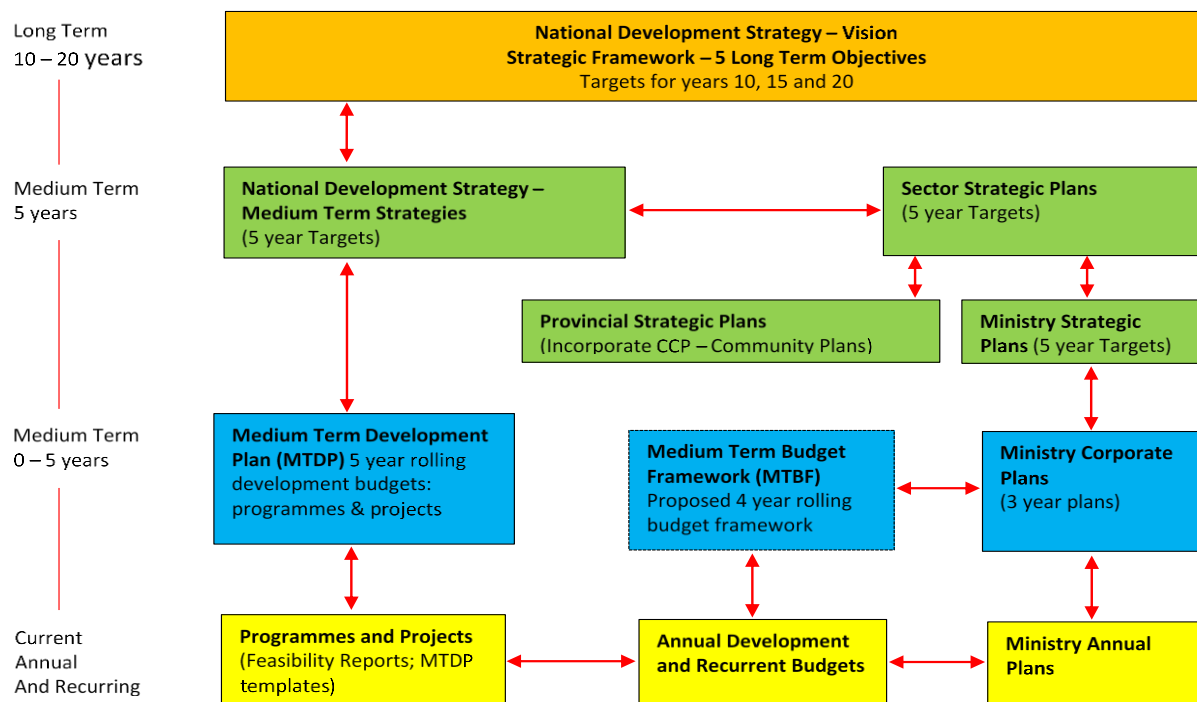 Long Term
10 – 20 years
National Development Strategy – Vision
Strategic Framework – 5 Long Term Objectives
Targets for years 10, 15 and 20
Medium Term
5 years
National Development Strategy –
Medium Term Strategies
(5 year Targets)
Sector Strategic Plans
(5 year Targets)
Provincial Strategic Plans
(Incorporate CCP – Community Plans)
Ministry Strategic
Plans (5 year Targets)
Medium Term
0 – 5 years
Medium Term Development
Plan (MTDP) 5 year rolling
development budgets:
programmes & projects
Medium Term Budget
Framework (MTBF)
Proposed 4 year rolling
budget framework
Ministry Corporate
Plans
(3 year plans)
Current
Annual
And Recurring
Programmes and Projects
(Feasibility Reports; MTDP
templates)
Annual Development
and Recurrent Budgets
Ministry Annual
Plans